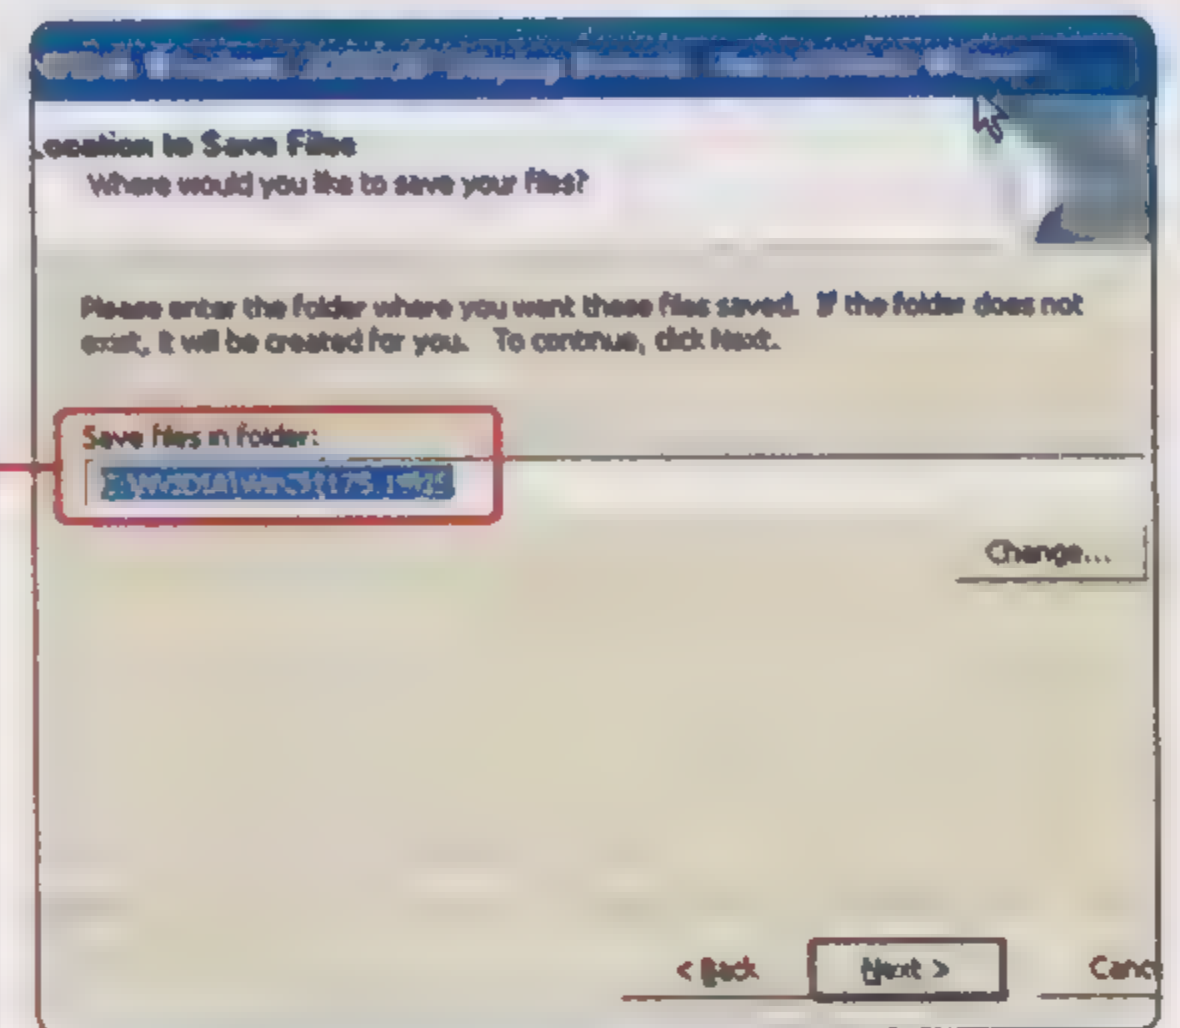 ocation to Save Files
Where would you like to save your files?
Please enter the folder where you want these files saved. If the folder does not
exist, it will be created for you. To continue, click Next.
Save files in folder:
Change...
< Back
Next >
Cance